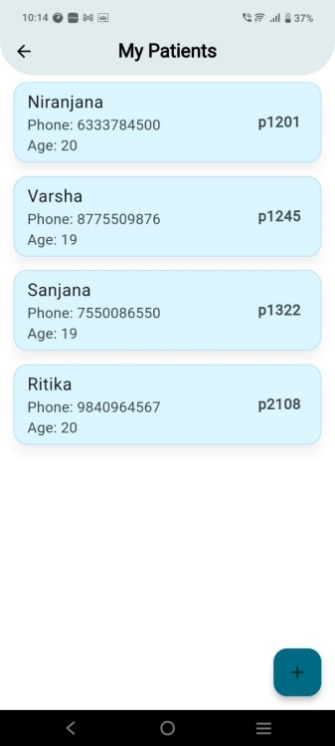 10:14
37%
My Patients
Niranjana
Phone: 6333784500
p1201
Age: 20
Varsha
Phone: 8775509876
p1245
Age: 19
Sanjana
Phone: 7550086550
p1322
Age: 19
Ritika
Phone: 9840964567
p2108
Age: 20
+